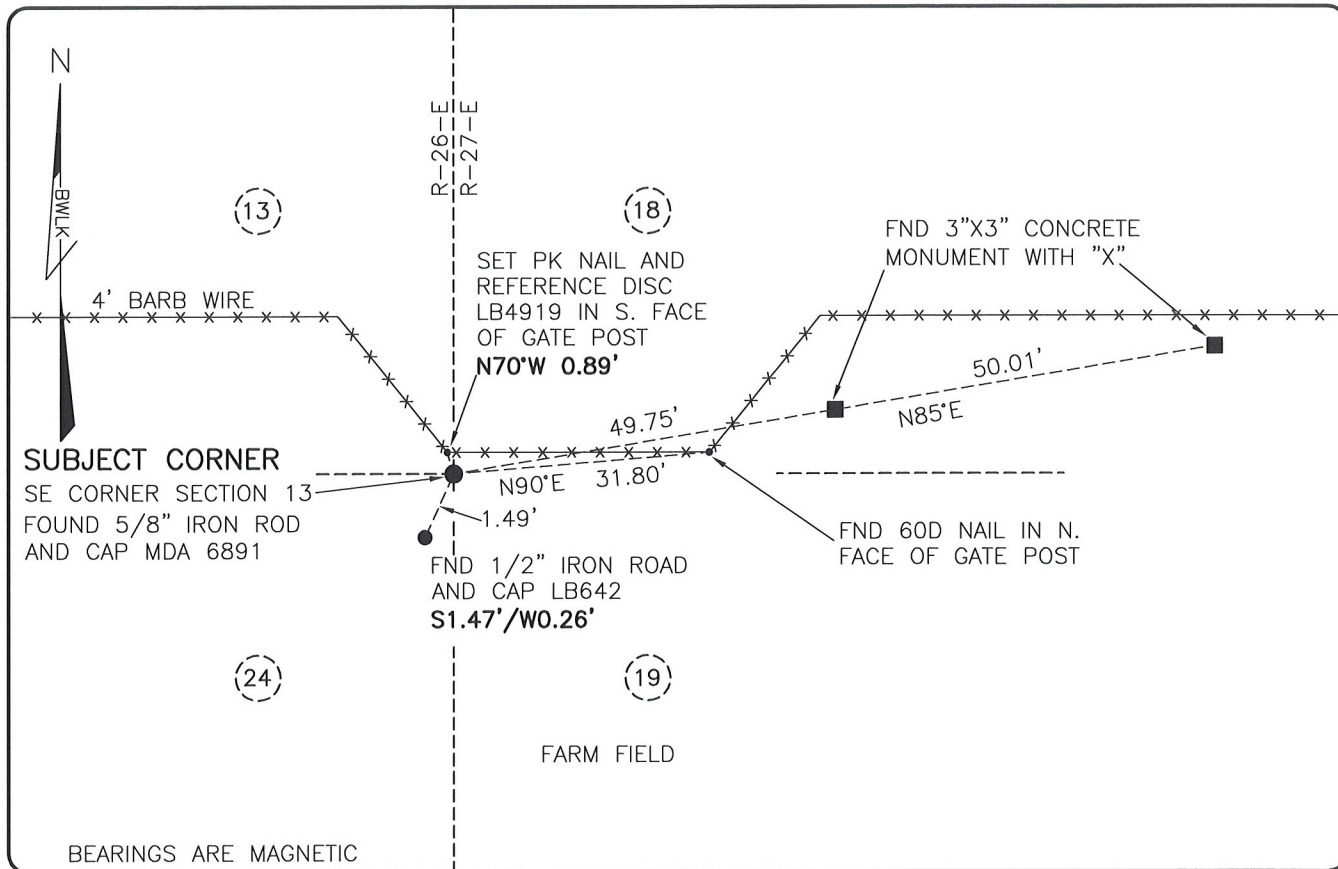 N
BWLK
R-26-E
R-27-E
13
18
4' BARB WIRE
SET PK NAIL AND
REFERENCE DISC
LB4919 IN S. FACE
OF GATE POST
N70°W 0.89'
FND 3"X3" CONCRETE
MONUMENT WITH "X"
50.01'
N85°E
49.75'
SUBJECT CORNER
SE CORNER SECTION 13
FOUND 5/8" IRON ROD
AND CAP MDA 6891
N90°E 31.80'
1.49'
FND 60D NAIL IN N.
FACE OF GATE POST
FND 1/2" IRON ROAD
AND CAP LB642
S1.47'/W0.26'
24
19
FARM FIELD
BEARINGS ARE MAGNETIC